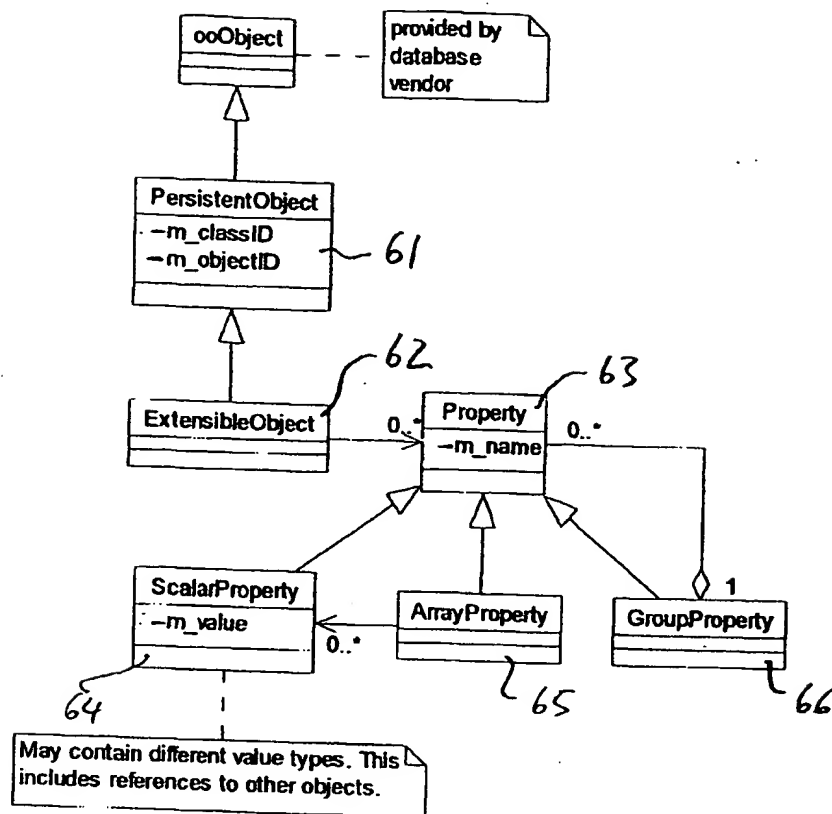 ooObject
provided by
database
vendor
PersistentObject
–m_classID
–m_objectID
61
62
63
ExtensibleObject
0..*
Property
–m_name
0..*
ScalarProperty
–m_value
0..*
ArrayProperty
1
GroupProperty
64
65
66
May contain different value types. This
includes references to other objects.